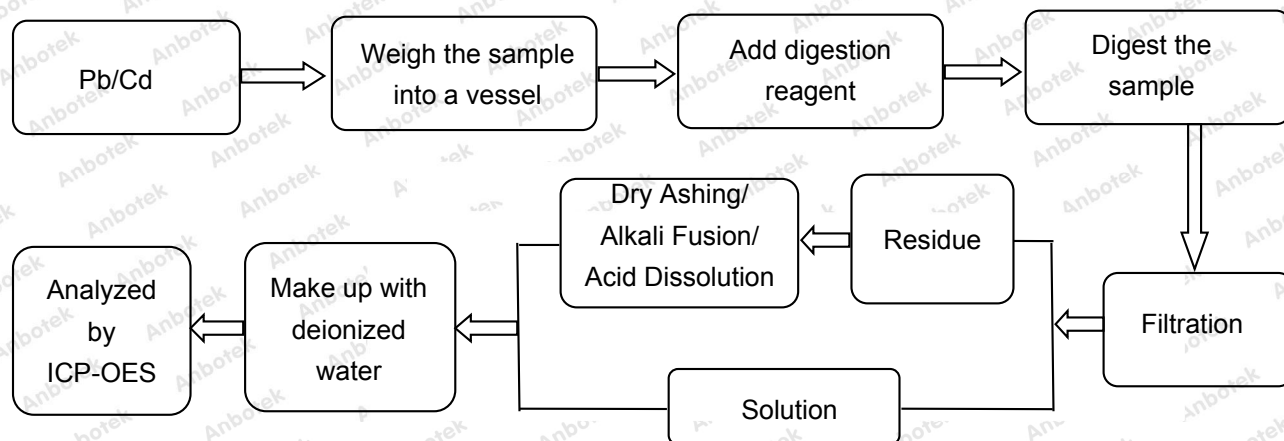 Pb/Cd
Weigh the sample
into a vessel
Add digestion
reagent
Digest the
sample
Dry Ashing/
Alkali Fusion/
Acid Dissolution
Residue
Filtration
Analyzed
by
ICP-OES
Make up with
deionized
water
Solution
Anbotek